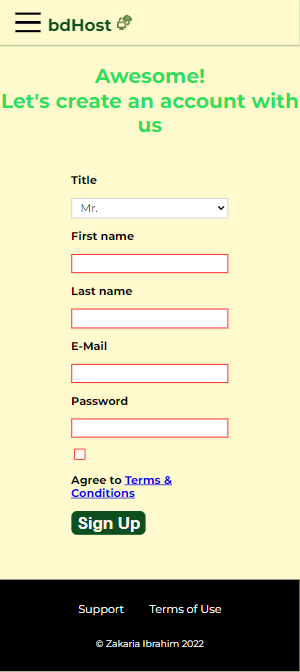 bdHost
Awesome!
Let's create an account with
us
Title
Mr.
First name
Last name
E-Mail
Password
Agree to Terms &
Conditions
Sign Up
Support Terms of Use
© Zakaria Ibrahim 2022